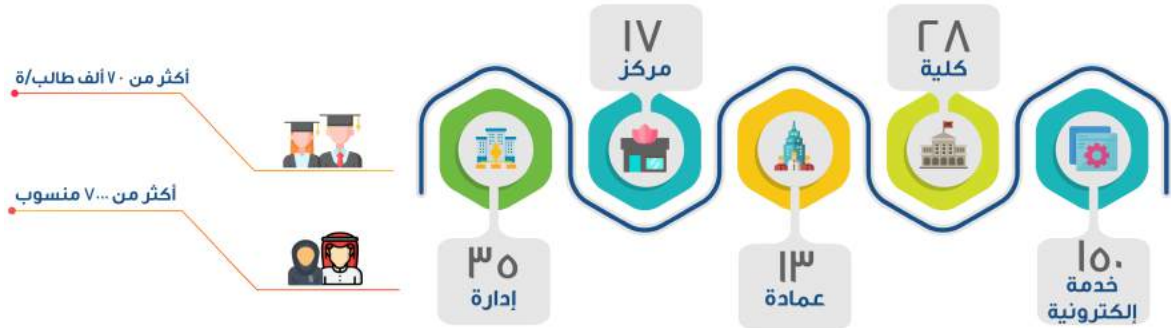 ١٥٠
خدمة
إلكترونية
٢٨
كلية
١٣
عمادة
١٧
مركز
٣٥
إدارة
أكثر من ٧٠ ألف طالب/ة
أكثر من ٧٠٠٠ منسوب